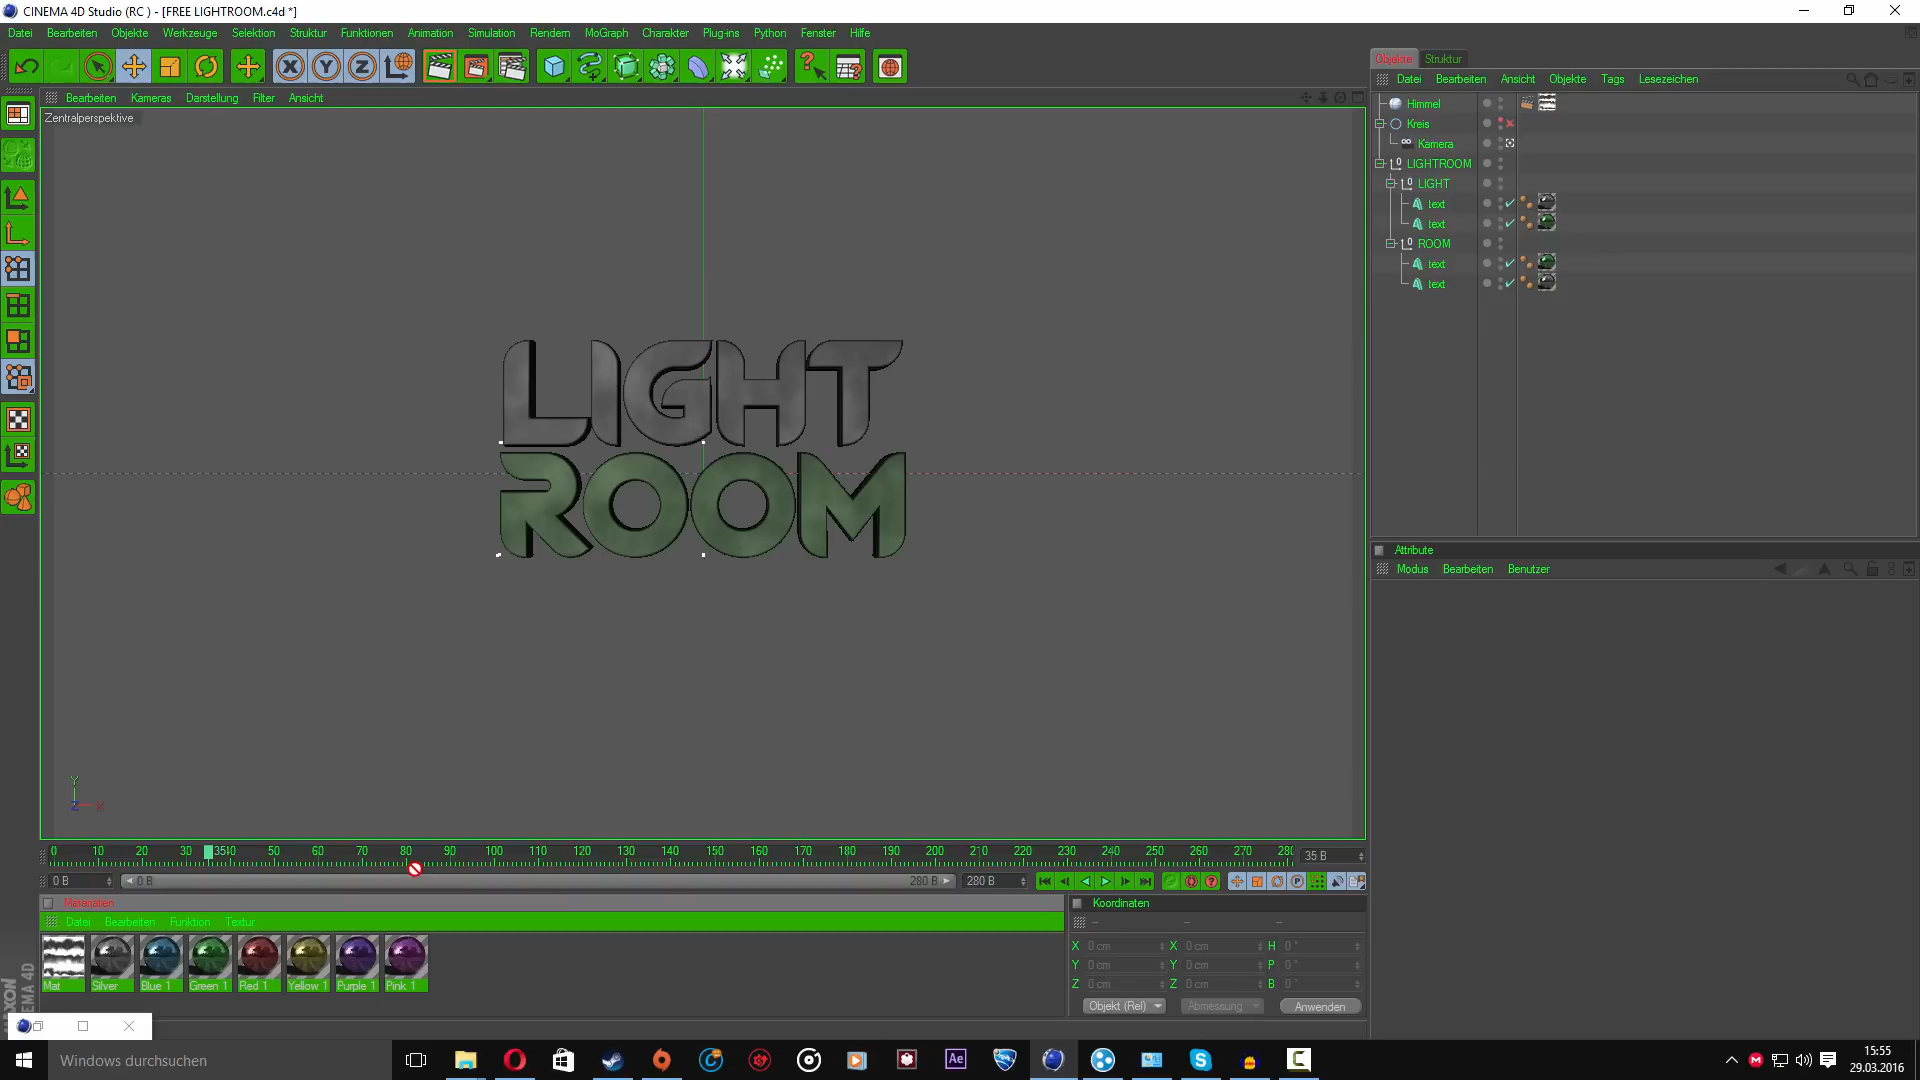 CINEMA 4D Studio (RC ) - [FREE LIGHTROOM.c4d *]
Datei Bearbeiten Objekte Werkzeuge Selektion Struktur Funktionen Animation Simulation Rendern MoGraph Charakter Plug-ins Python Fenster Hilfe
X Y Z
Objekte Struktur
Datei Bearbeiten Ansicht Objekte Tags Lesezeichen
Bearbeiten Kameras Darstellung Filter Ansicht
Zentralperspektive
Himmel
Kreis
Kamera
LIGHTROOM
LIGHT
text
text
ROOM
text
text
LIGHT
ROOM
Attribute
Modus Bearbeiten Benutzer
Y
Z X
0 10 20 30 35 40 50 60 70 80 90 100 110 120 130 140 150 160 170 180 190 200 210 220 230 240 250 260 270 280
35 B
0 B 0 B 280 B 280 B
Materialien
Datei Bearbeiten Funktion Textur
Mat Silver Blue 1 Green 1 Red 1 Yellow 1 Purple 1 Pink 1
Koordinaten
X 0 cm X 0 cm H 0 °
Y 0 cm Y 0 cm P 0 °
Z 0 cm Z 0 cm B 0 °
Objekt (Rel) Abmessung Anwenden
Windows durchsuchen
Ae
15:55
29.03.2016